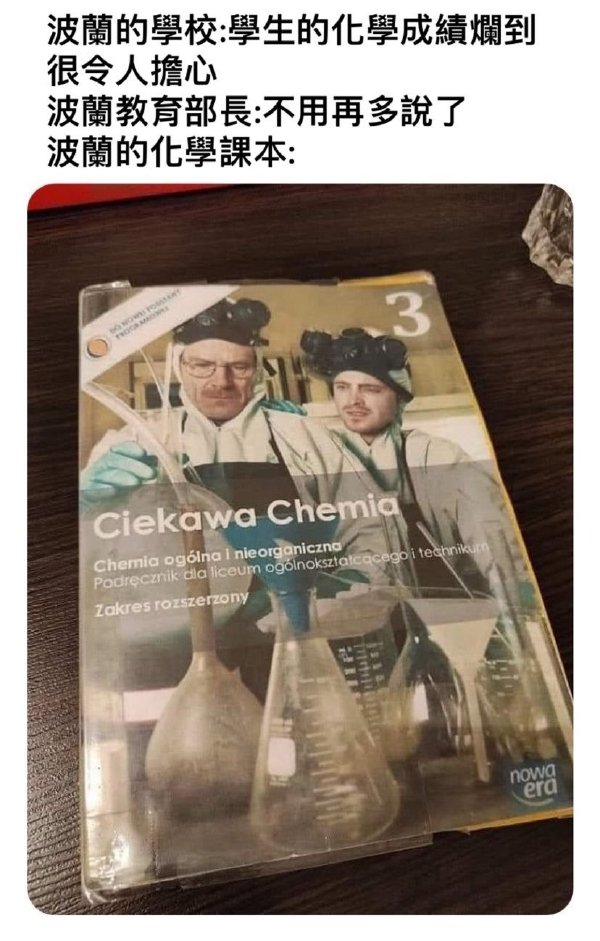 波蘭的學校:學生的化學成績爛到
很令人擔心
波蘭教育部長:不用再多說了
波蘭的化學課本:
DO NOWEJ PODSTAWY
PROGRAMOWEJ
3
Ciekawa Chemia
Chemia ogólna i nieorganiczna
Podręcznik dla liceum ogólnokształcącego i technikum
Zakres rozszerzony
nowa
era